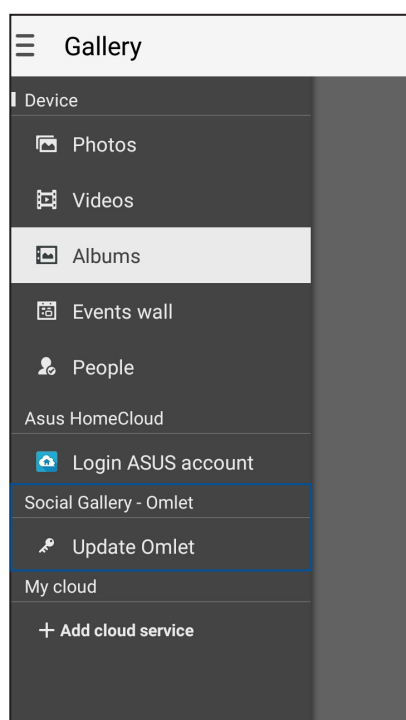 Gallery
Device
Photos
Videos
Albums
Events wall
People
Asus HomeCloud
Login ASUS account
Social Gallery - Omlet
Update Omlet
My cloud
+ Add cloud service